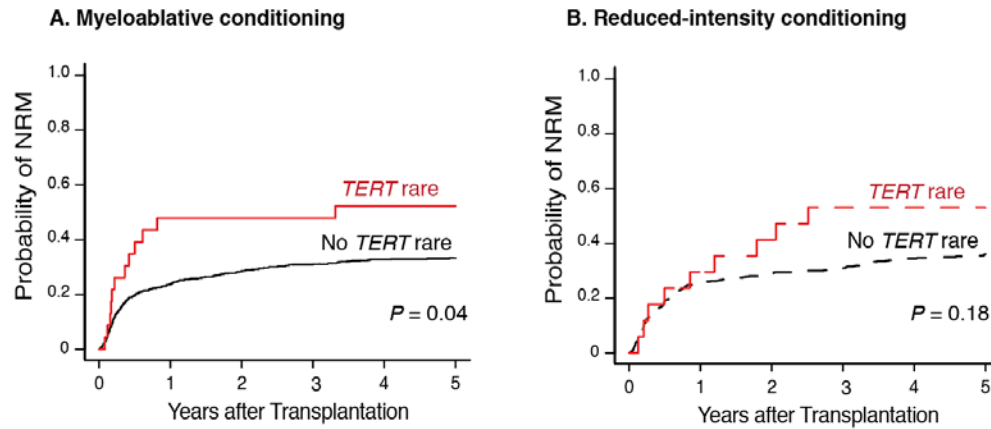 A. Myeloablative conditioning
Probability of NRM
1.0
0.8
0.6
0.4
0.2
0
TERT rare
No TERT rare
P = 0.04
0 1 2 3 4 5
Years after Transplantation
B. Reduced-intensity conditioning
Probability of NRM
1.0
0.8
0.6
0.4
0.2
0
TERT rare
No TERT rare
P = 0.18
0 1 2 3 4 5
Years after Transplantation